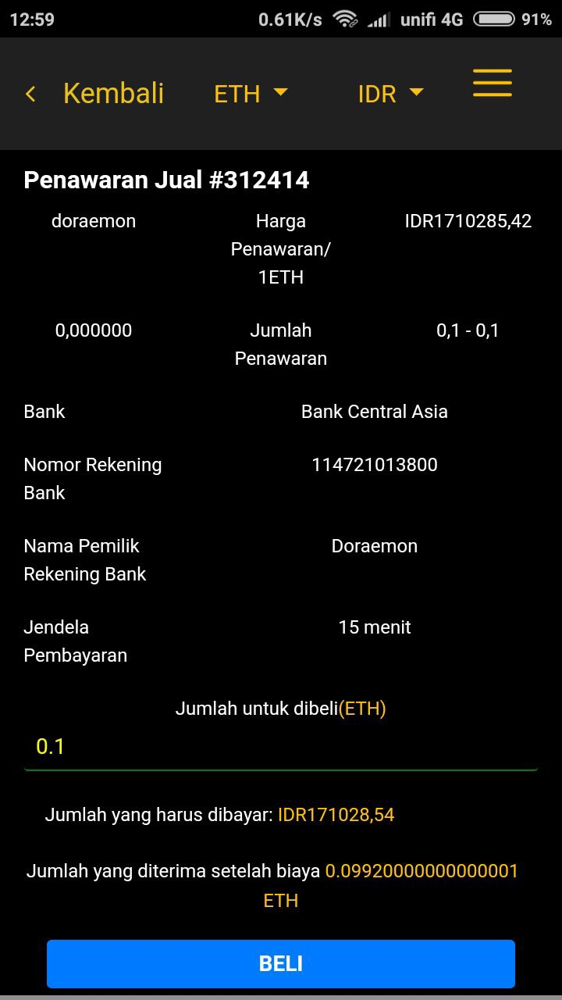 12:59 0.61K/s unifi 4G 91%
Kembali ETH IDR
Penawaran Jual #312414
doraemon Harga IDR1710285,42
Penawaran/
1ETH
0,000000 Jumlah 0,1 - 0,1
Penawaran
Bank Bank Central Asia
Nomor Rekening 114721013800
Bank
Nama Pemilik Doraemon
Rekening Bank
Jendela 15 menit
Pembayaran
Jumlah untuk dibeli(ETH)
0.1
Jumlah yang harus dibayar: IDR171028,54
Jumlah yang diterima setelah biaya 0.09920000000000001
ETH
BELI